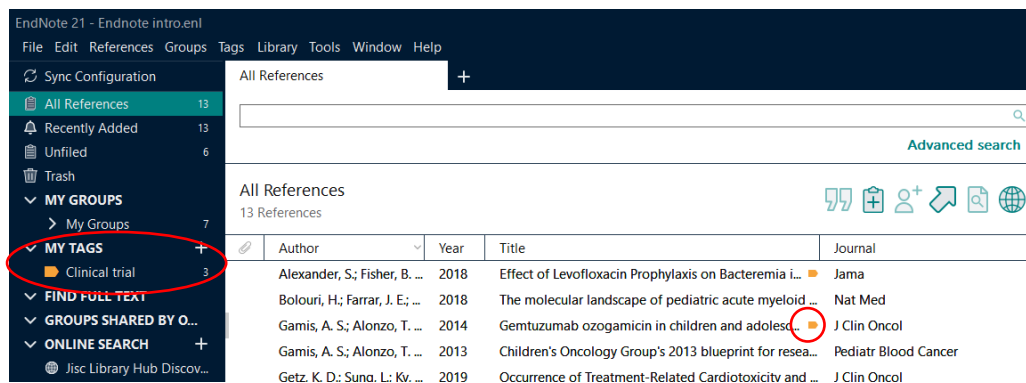 EndNote 21 - Endnote intro.enl
File Edit References Groups Tags Library Tools Window Help
Sync Configuration
All References 13
Recently Added 13
Unfiled 6
Trash
MY GROUPS
My Groups 7
MY TAGS +
Clinical trial 3
FIND FULL TEXT
GROUPS SHARED BY O...
ONLINE SEARCH +
Jisc Library Hub Discov...
All References +
Advanced search
All References
13 References
Author Year Title Journal
Alexander, S.; Fisher, B. ... 2018 Effect of Levofloxacin Prophylaxis on Bacteremia i... Jama
Bolouri, H.; Farrar, J. E.; ... 2018 The molecular landscape of pediatric acute myeloid ... Nat Med
Gamis, A. S.; Alonzo, T. ... 2014 Gemtuzumab ozogamicin in children and adolesc... J Clin Oncol
Gamis, A. S.; Alonzo, T. ... 2013 Children's Oncology Group's 2013 blueprint for resea... Pediatr Blood Cancer
Getz, K. D.; Sung, L.; Ky, ... 2019 Occurrence of Treatment-Related Cardiotoxicity and ... J Clin Oncol